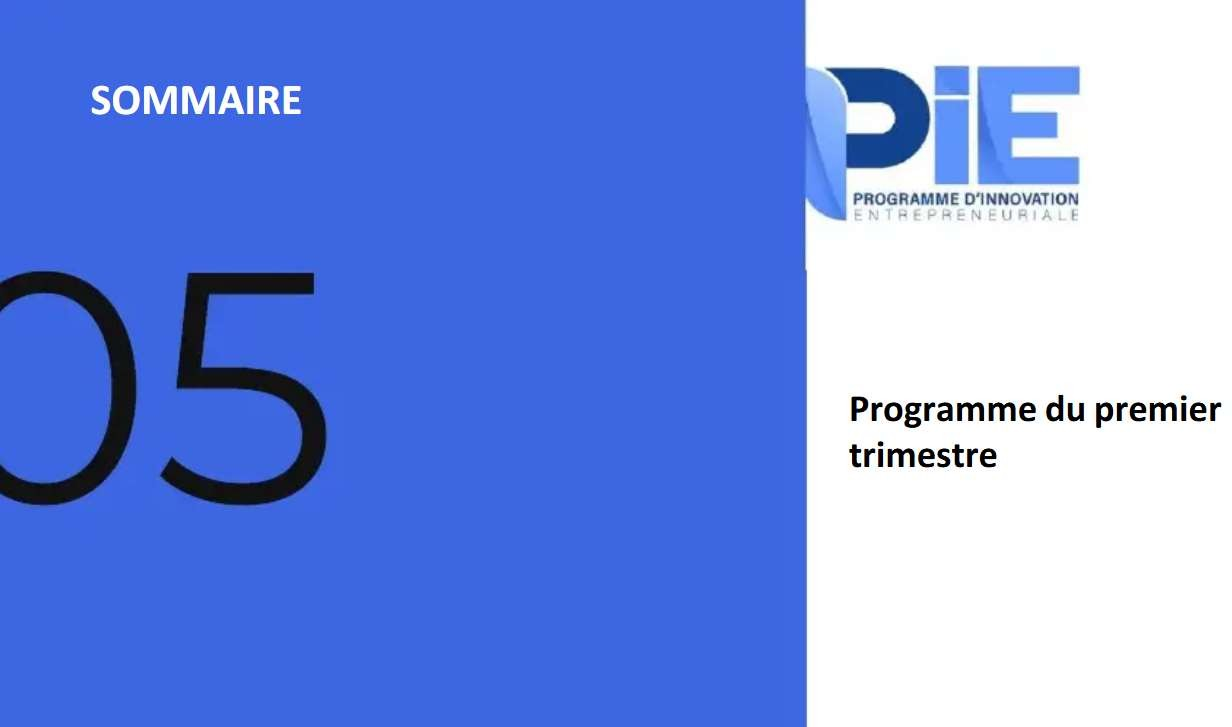 SOMMAIRE
PiE
PROGRAMME D'INNOVATION
ENTREPRENEURIALE
05
Programme du premier
trimestre